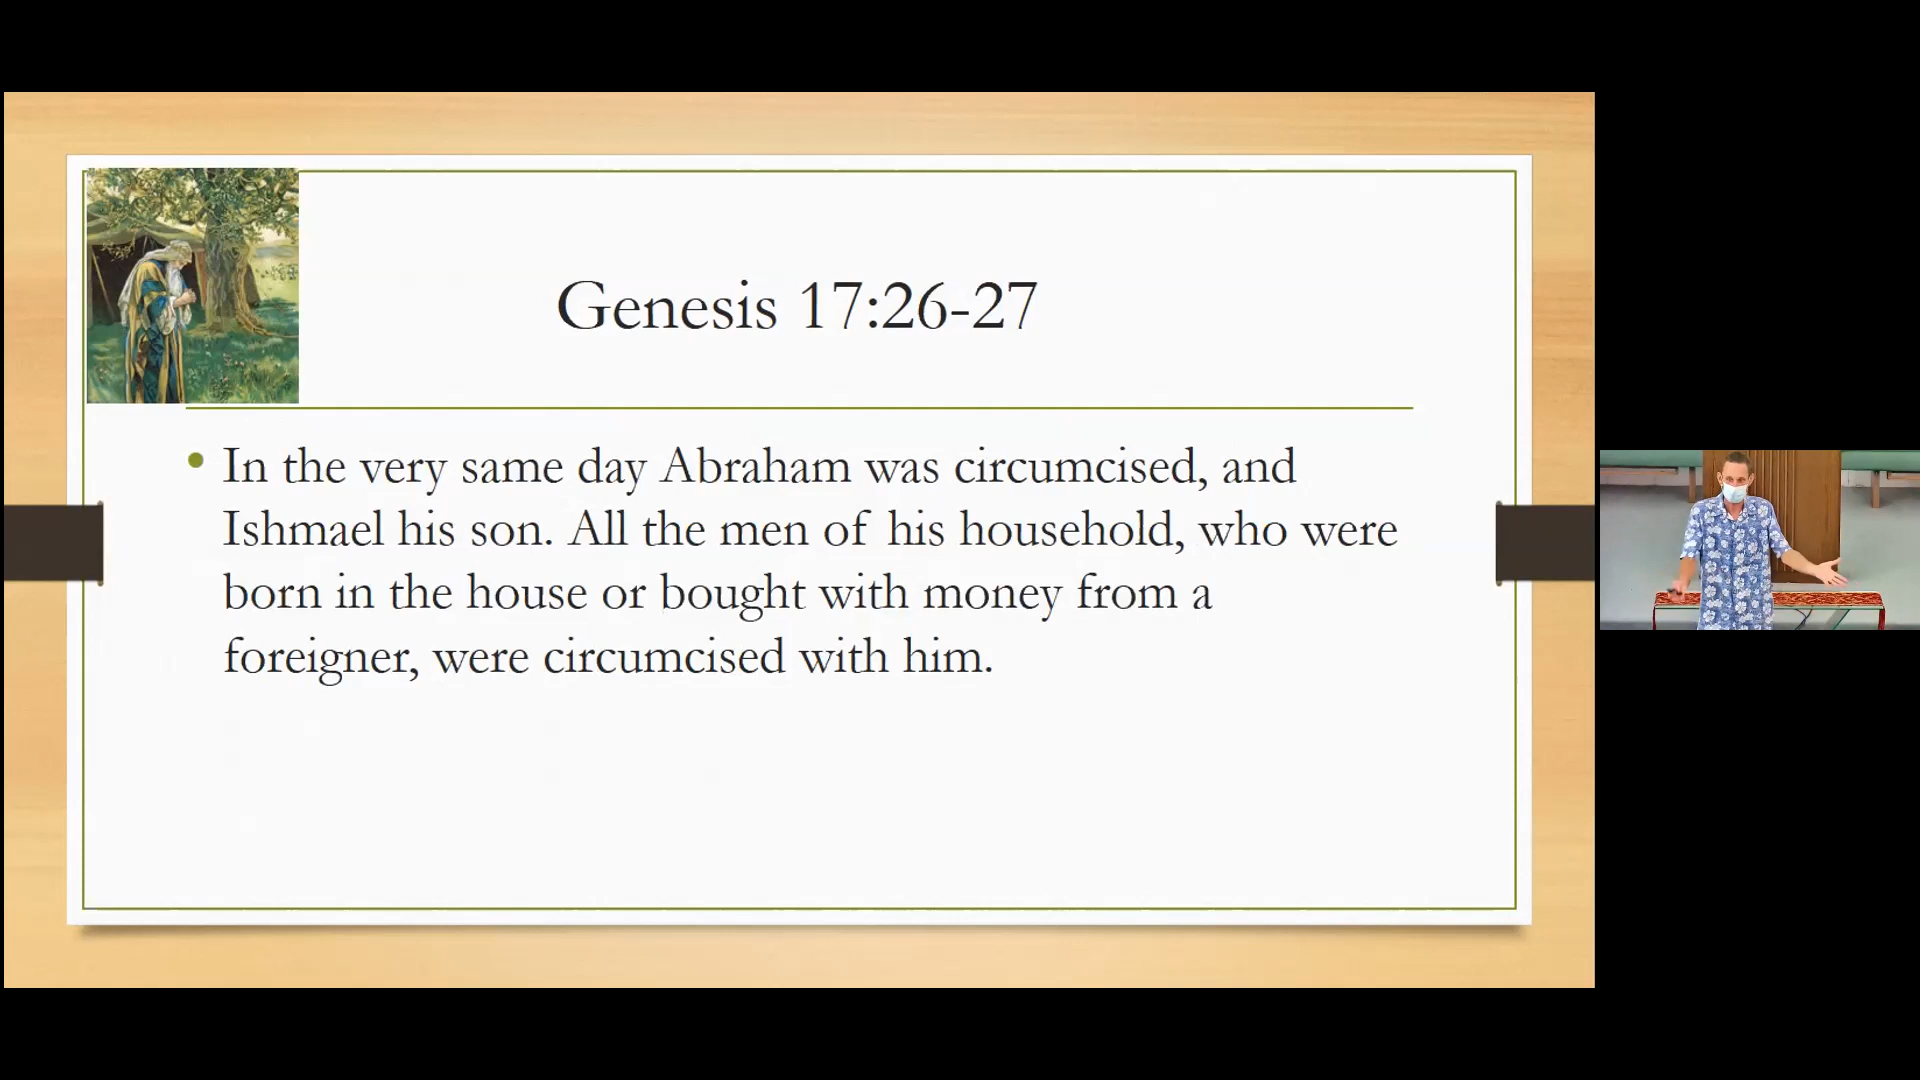 Genesis 17:26-27
• In the very same day Abraham was circumcised, and
Ishmael his son. All the men of his household, who were
born in the house or bought with money from a
foreigner, were circumcised with him.